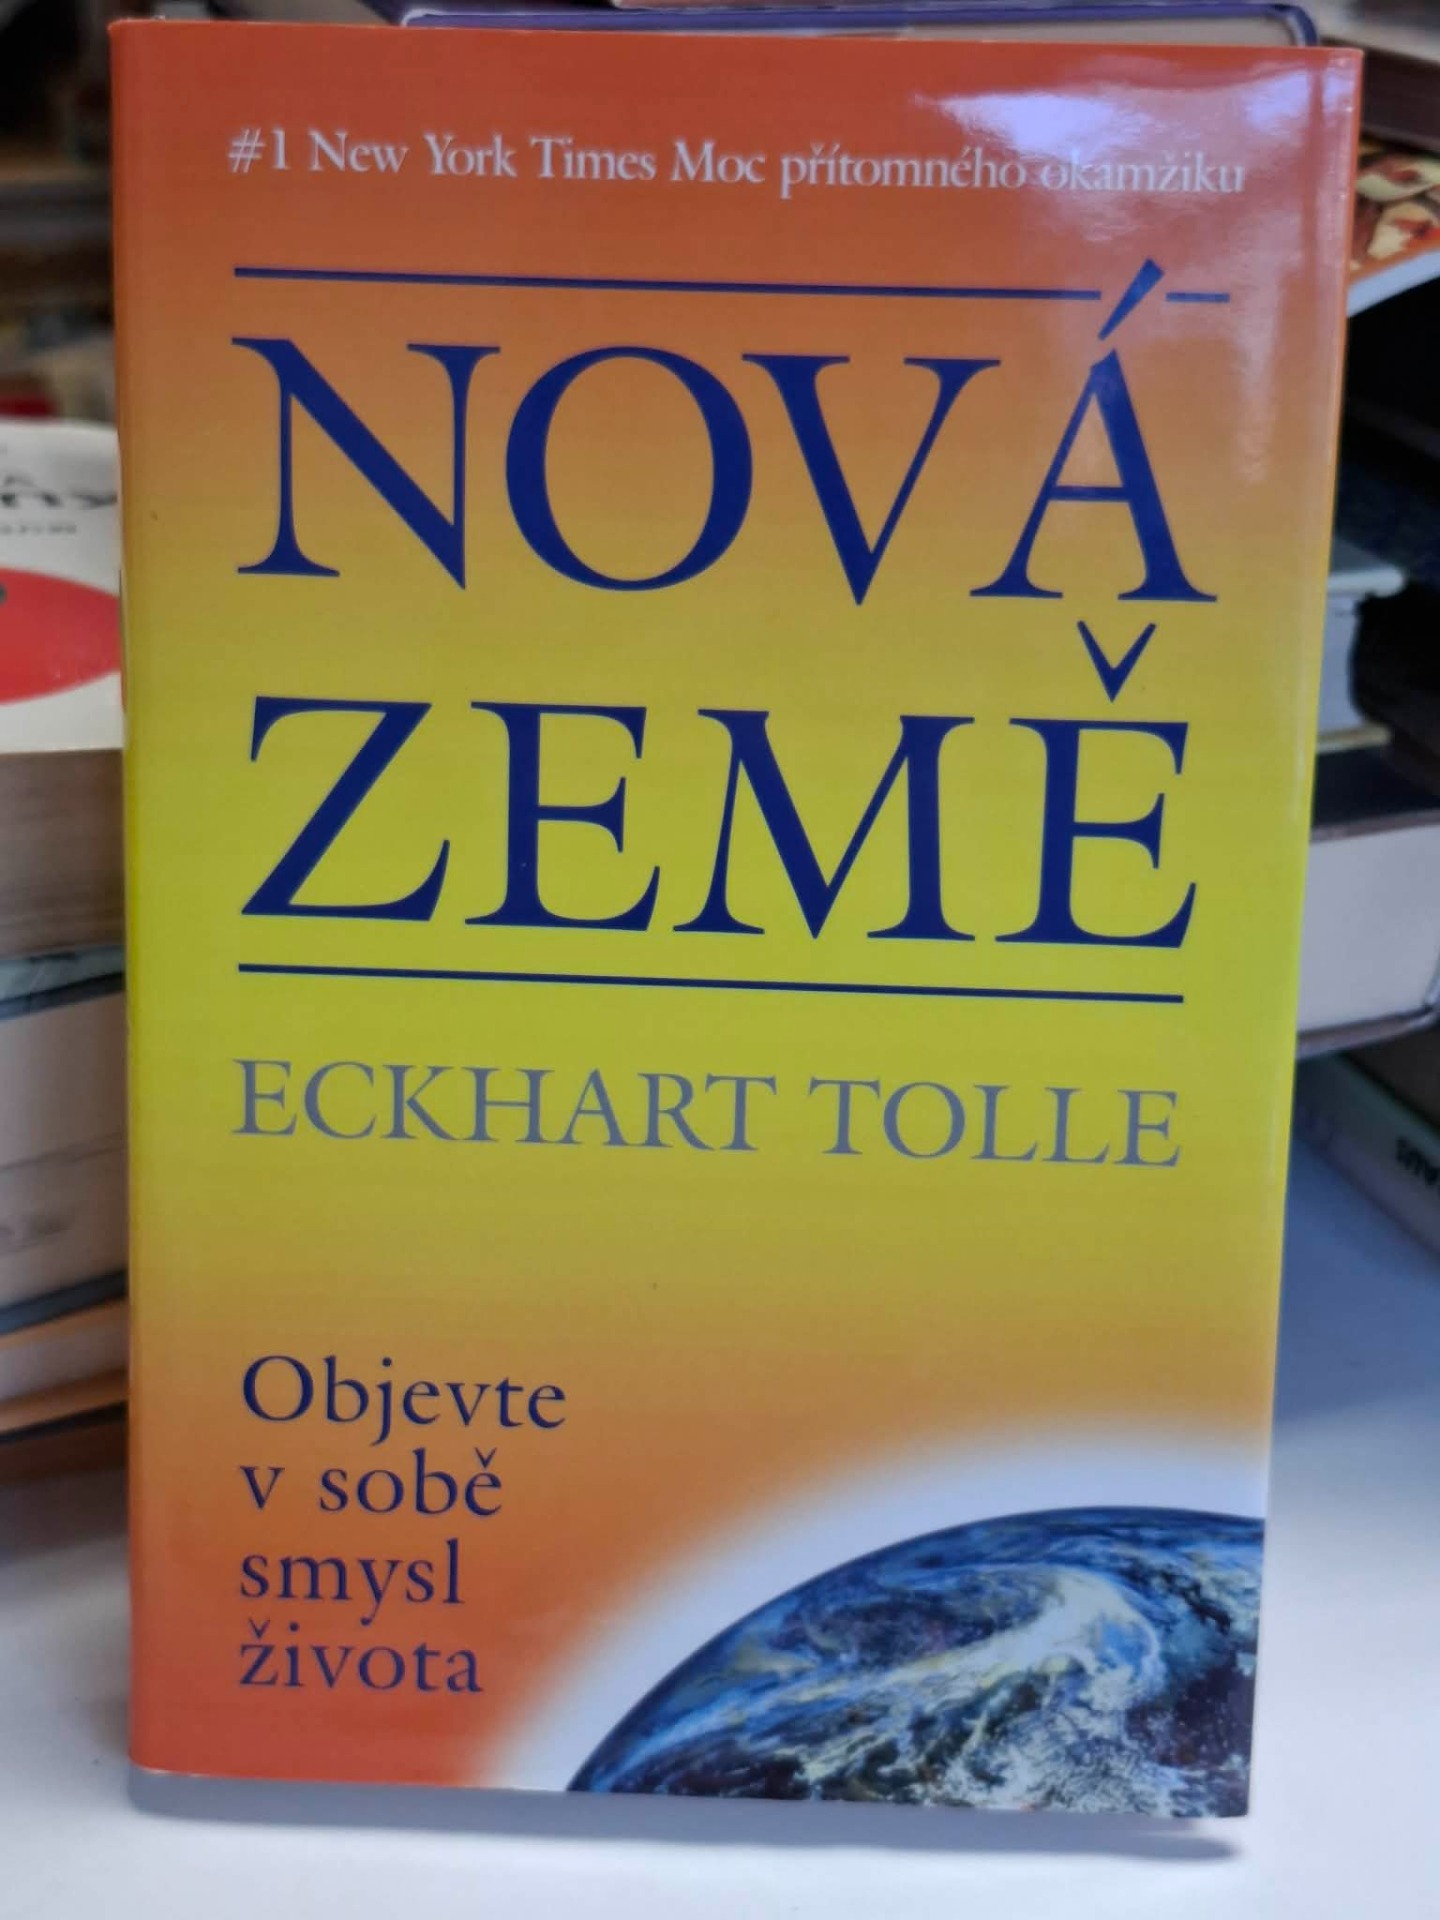 #1 New York Times Moc přítomného okamžiku
NOVÁ
ZEMĚ
ECKHART TOLLE
Objevte
v sobě
smysl
života